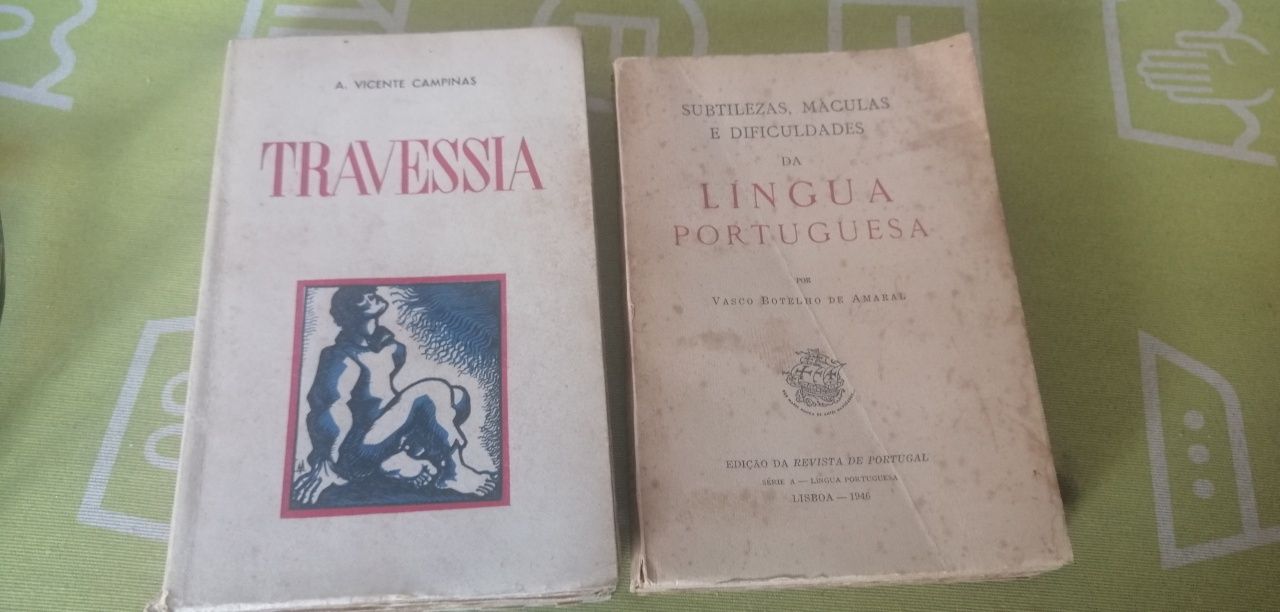 A. VICENTE CAMPINAS
TRAVESSIA
SUBTILEZAS, MÁCULAS
E DIFICULDADES
DA
LÍNGUA
PORTUGUESA
POR
VASCO BOTELHO DE AMARAL
EDIÇÃO DA REVISTA DE PORTUGAL
SÉRIE A — LÍNGUA PORTUGUESA
LISBOA — 1946